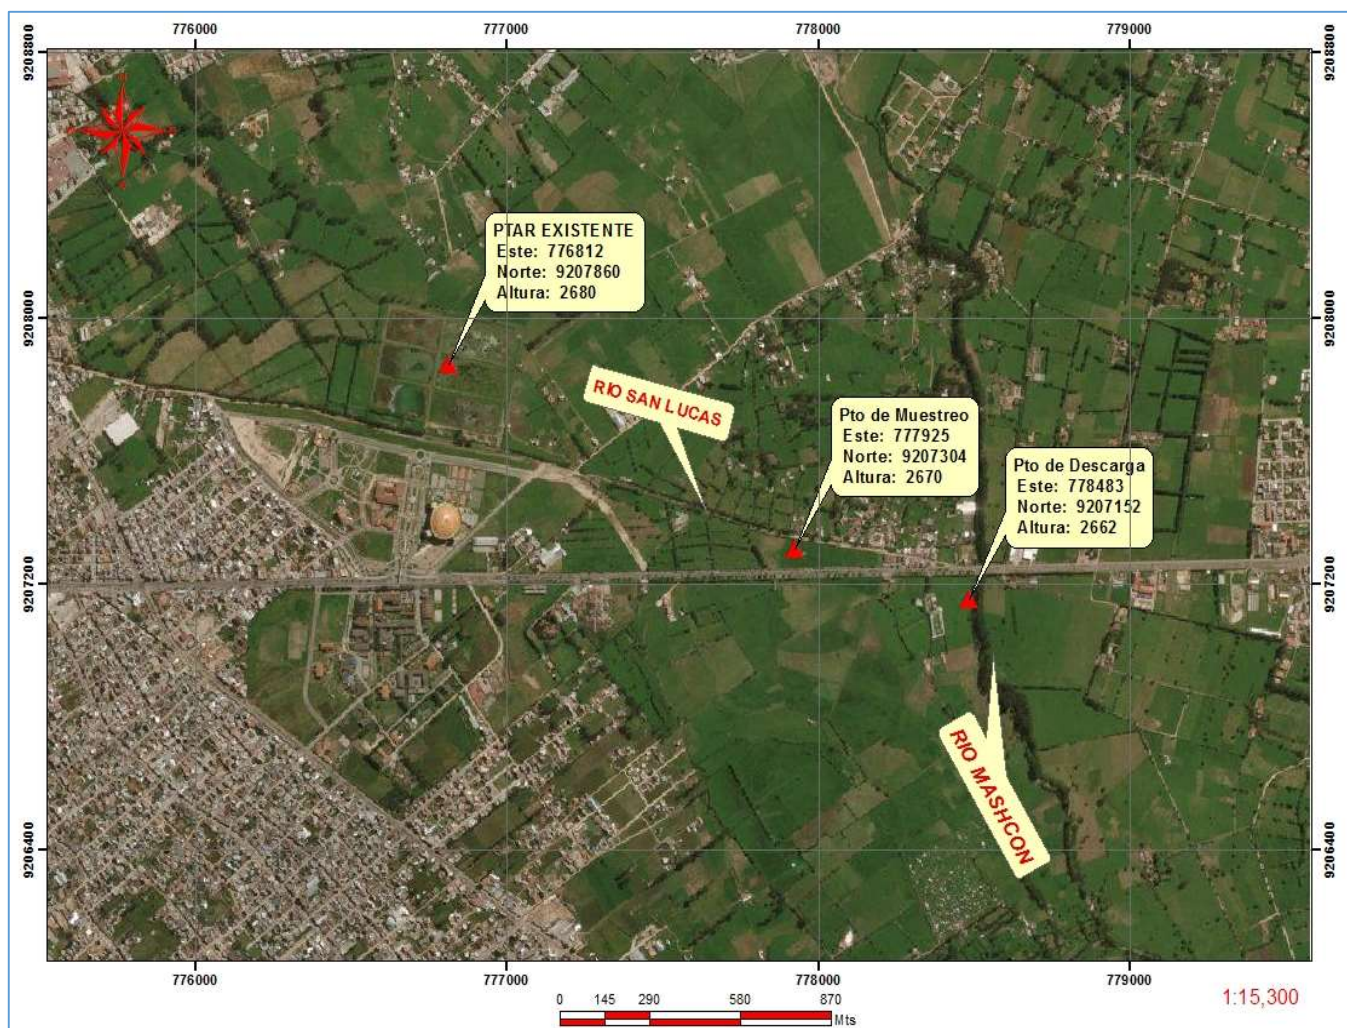 776000 777000 778000 779000
9208800 9208800
PTAR EXISTENTE
Este: 776812
Norte: 9207860
Altura: 2680
9208000 9208000
RIO SAN LUCAS
Pto de Muestreo
Este: 777925
Norte: 9207304
Altura: 2670
Pto de Descarga
Este: 778483
Norte: 9207152
Altura: 2662
9207200 9207200
RIO MASHCON
9206400 9206400
776000 777000 778000 779000
0 145 290 580 870
Mts
1:15,300